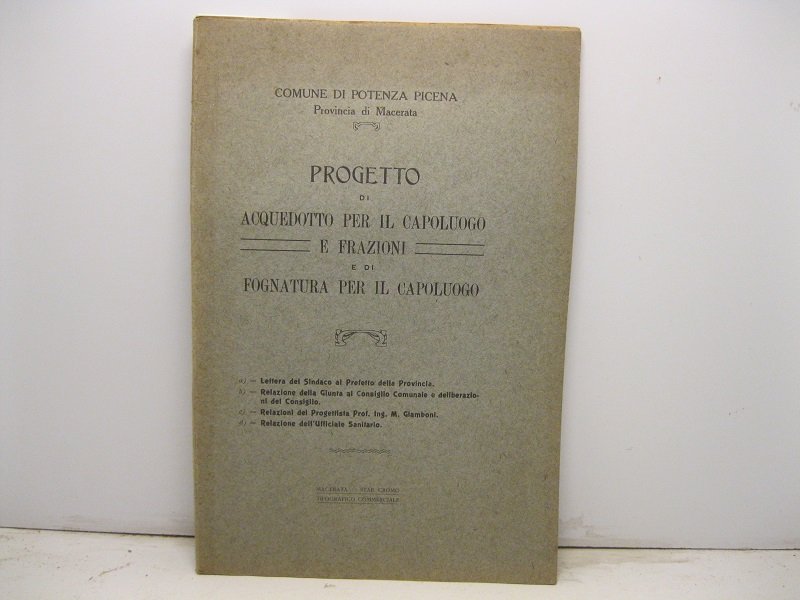 COMUNE DI POTENZA PICENA
Provincia di Macerata
PROGETTO
DI
ACQUEDOTTO PER IL CAPOLUOGO
E FRAZIONI
E DI
FOGNATURA PER IL CAPOLUOGO
a) — Lettera del Sindaco al Prefetto della Provincia.
b) — Relazione della Giunta al Consiglio Comunale e deliberazio-
ni del Consiglio.
c) — Relazioni del Progettista Prof. Ing. M. Giamboni.
d) — Relazione dell'Ufficiale Sanitario.
MACERATA - STAB. CROMO
TIPOGRAFICO COMMERCIALE